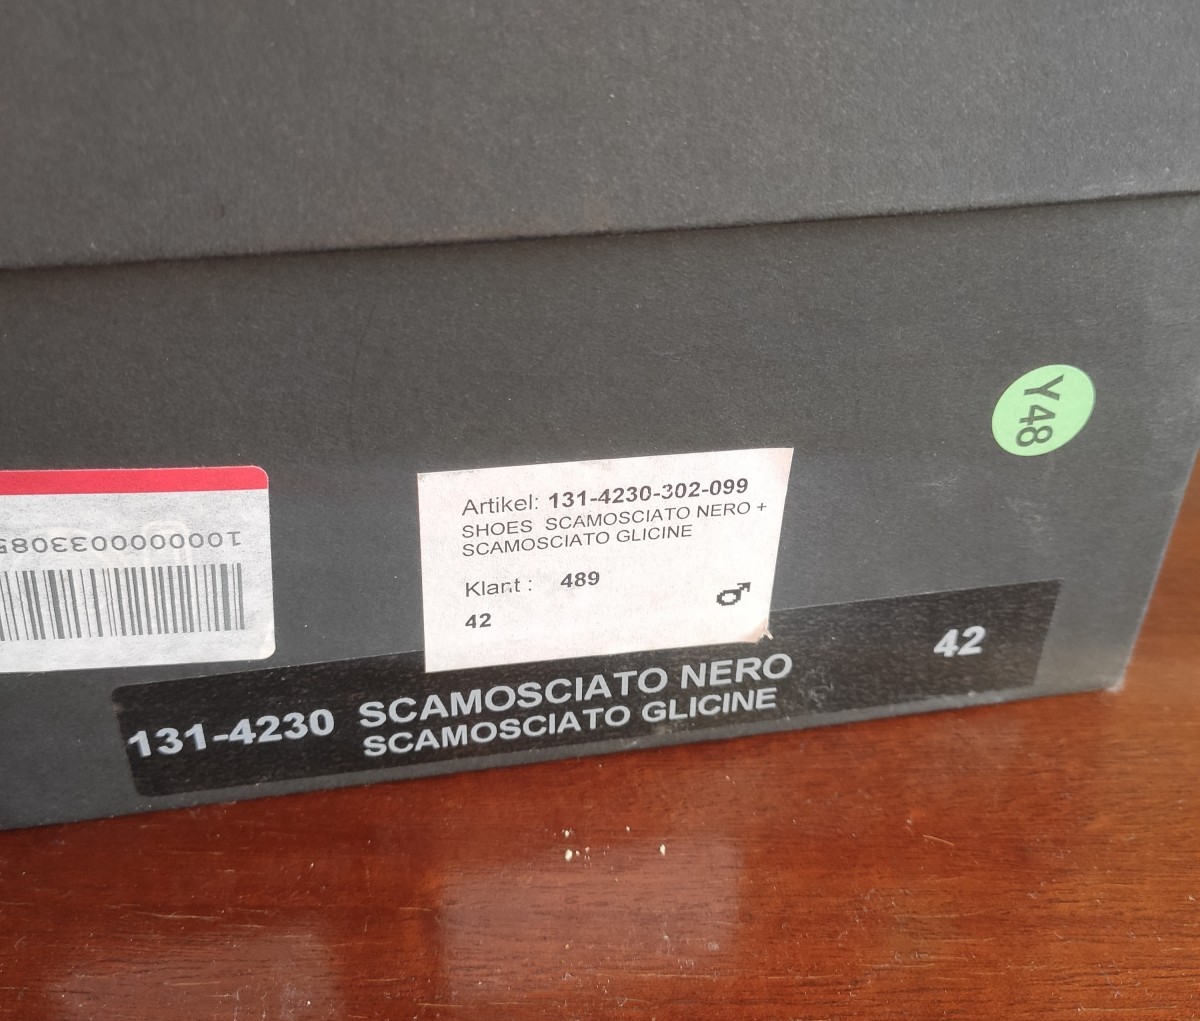 Y48
100000033085
Artikel: 131-4230-302-099
SHOES SCAMOSCIATO NERO +
SCAMOSCIATO GLICINE
Klant : 489
42
131-4230 SCAMOSCIATO NERO 42
SCAMOSCIATO GLICINE